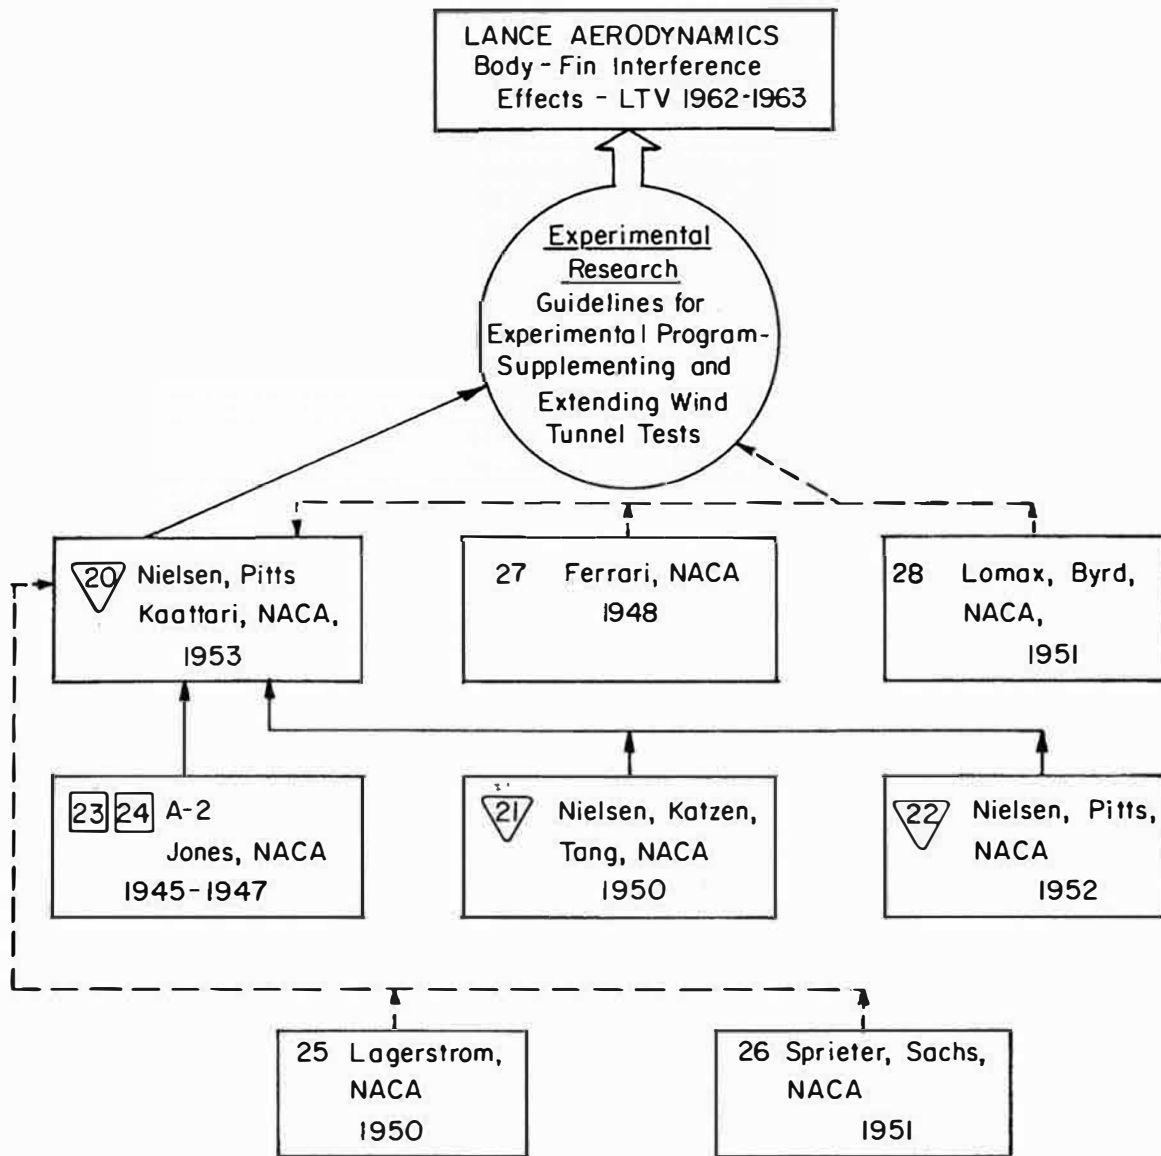 LANCE AERODYNAMICS
Body-Fin Interference
Effects - LTV 1962-1963
Experimental
Research
Guidelines for
Experimental Program-
Supplementing and
Extending Wind
Tunnel Tests
20 Nielsen, Pitts
Kaattari, NACA,
1953
27 Ferrari, NACA
1948
28 Lomax, Byrd,
NACA,
1951
23 24 A-2
Jones, NACA
1945-1947
21 Nielsen, Katzen,
Tang, NACA
1950
22 Nielsen, Pitts,
NACA
1952
25 Lagerstrom,
NACA
1950
26 Sprieter, Sachs,
NACA
1951